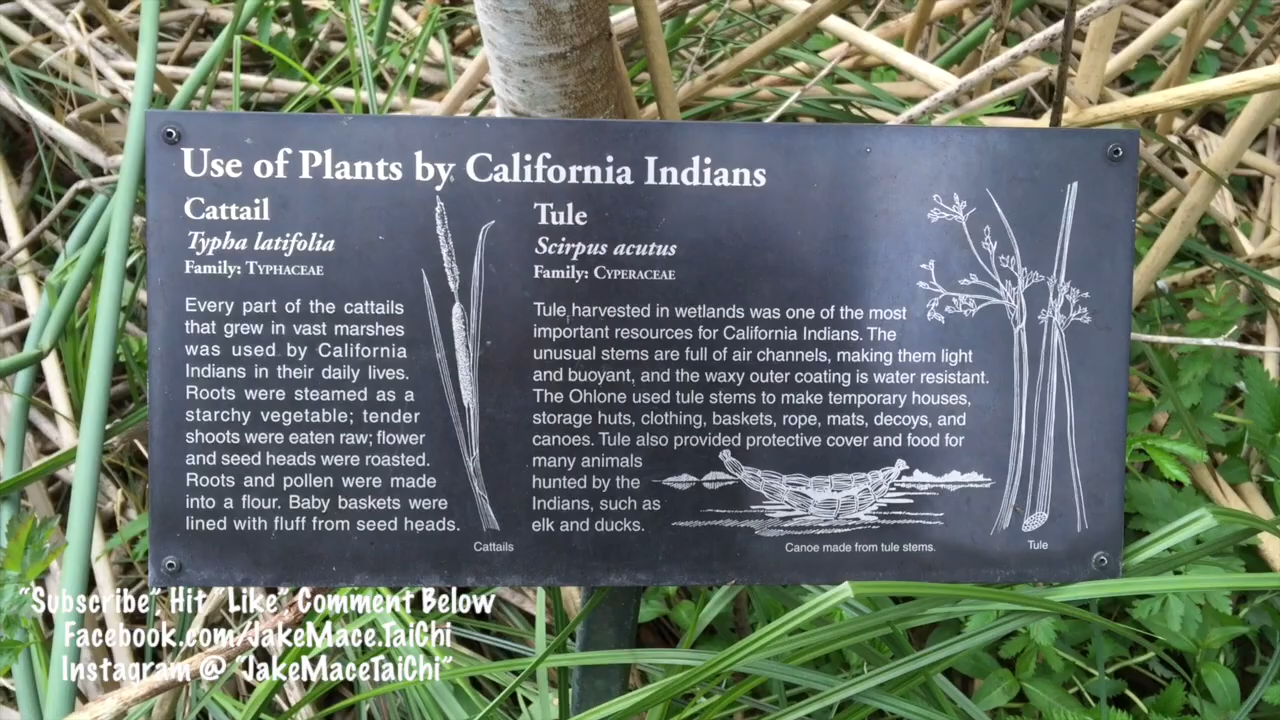 Use of Plants by California Indians
Cattail
Typha latifolia
Family: TYPHACEAE
Every part of the cattails
that grew in vast marshes
was used by California
Indians in their daily lives.
Roots were steamed as a
starchy vegetable; tender
shoots were eaten raw; flower
and seed heads were roasted.
Roots and pollen were made
into a flour. Baby baskets were
lined with fluff from seed heads.
Cattails
Tule
Scirpus acutus
Family: CYPERACEAE
Tule harvested in wetlands was one of the most
important resources for California Indians. The
unusual stems are full of air channels, making them light
and buoyant, and the waxy outer coating is water resistant.
The Ohlone used tule stems to make temporary houses,
storage huts, clothing, baskets, rope, mats, decoys, and
canoes. Tule also provided protective cover and food for
many animals
hunted by the
Indians, such as
elk and ducks.
Canoe made from tule stems.
Tule
"Subscribe" Hit "Like" Comment Below
Facebook.com/JakeMace.TaiChi
Instagram @ "JakeMaceTaiChi"